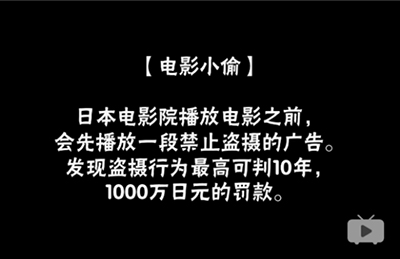 【电影小偷】
日本电影院播放电影之前，
会先播放一段禁止盗摄的广告。
发现盗摄行为最高可判10年，
1000万日元的罚款。